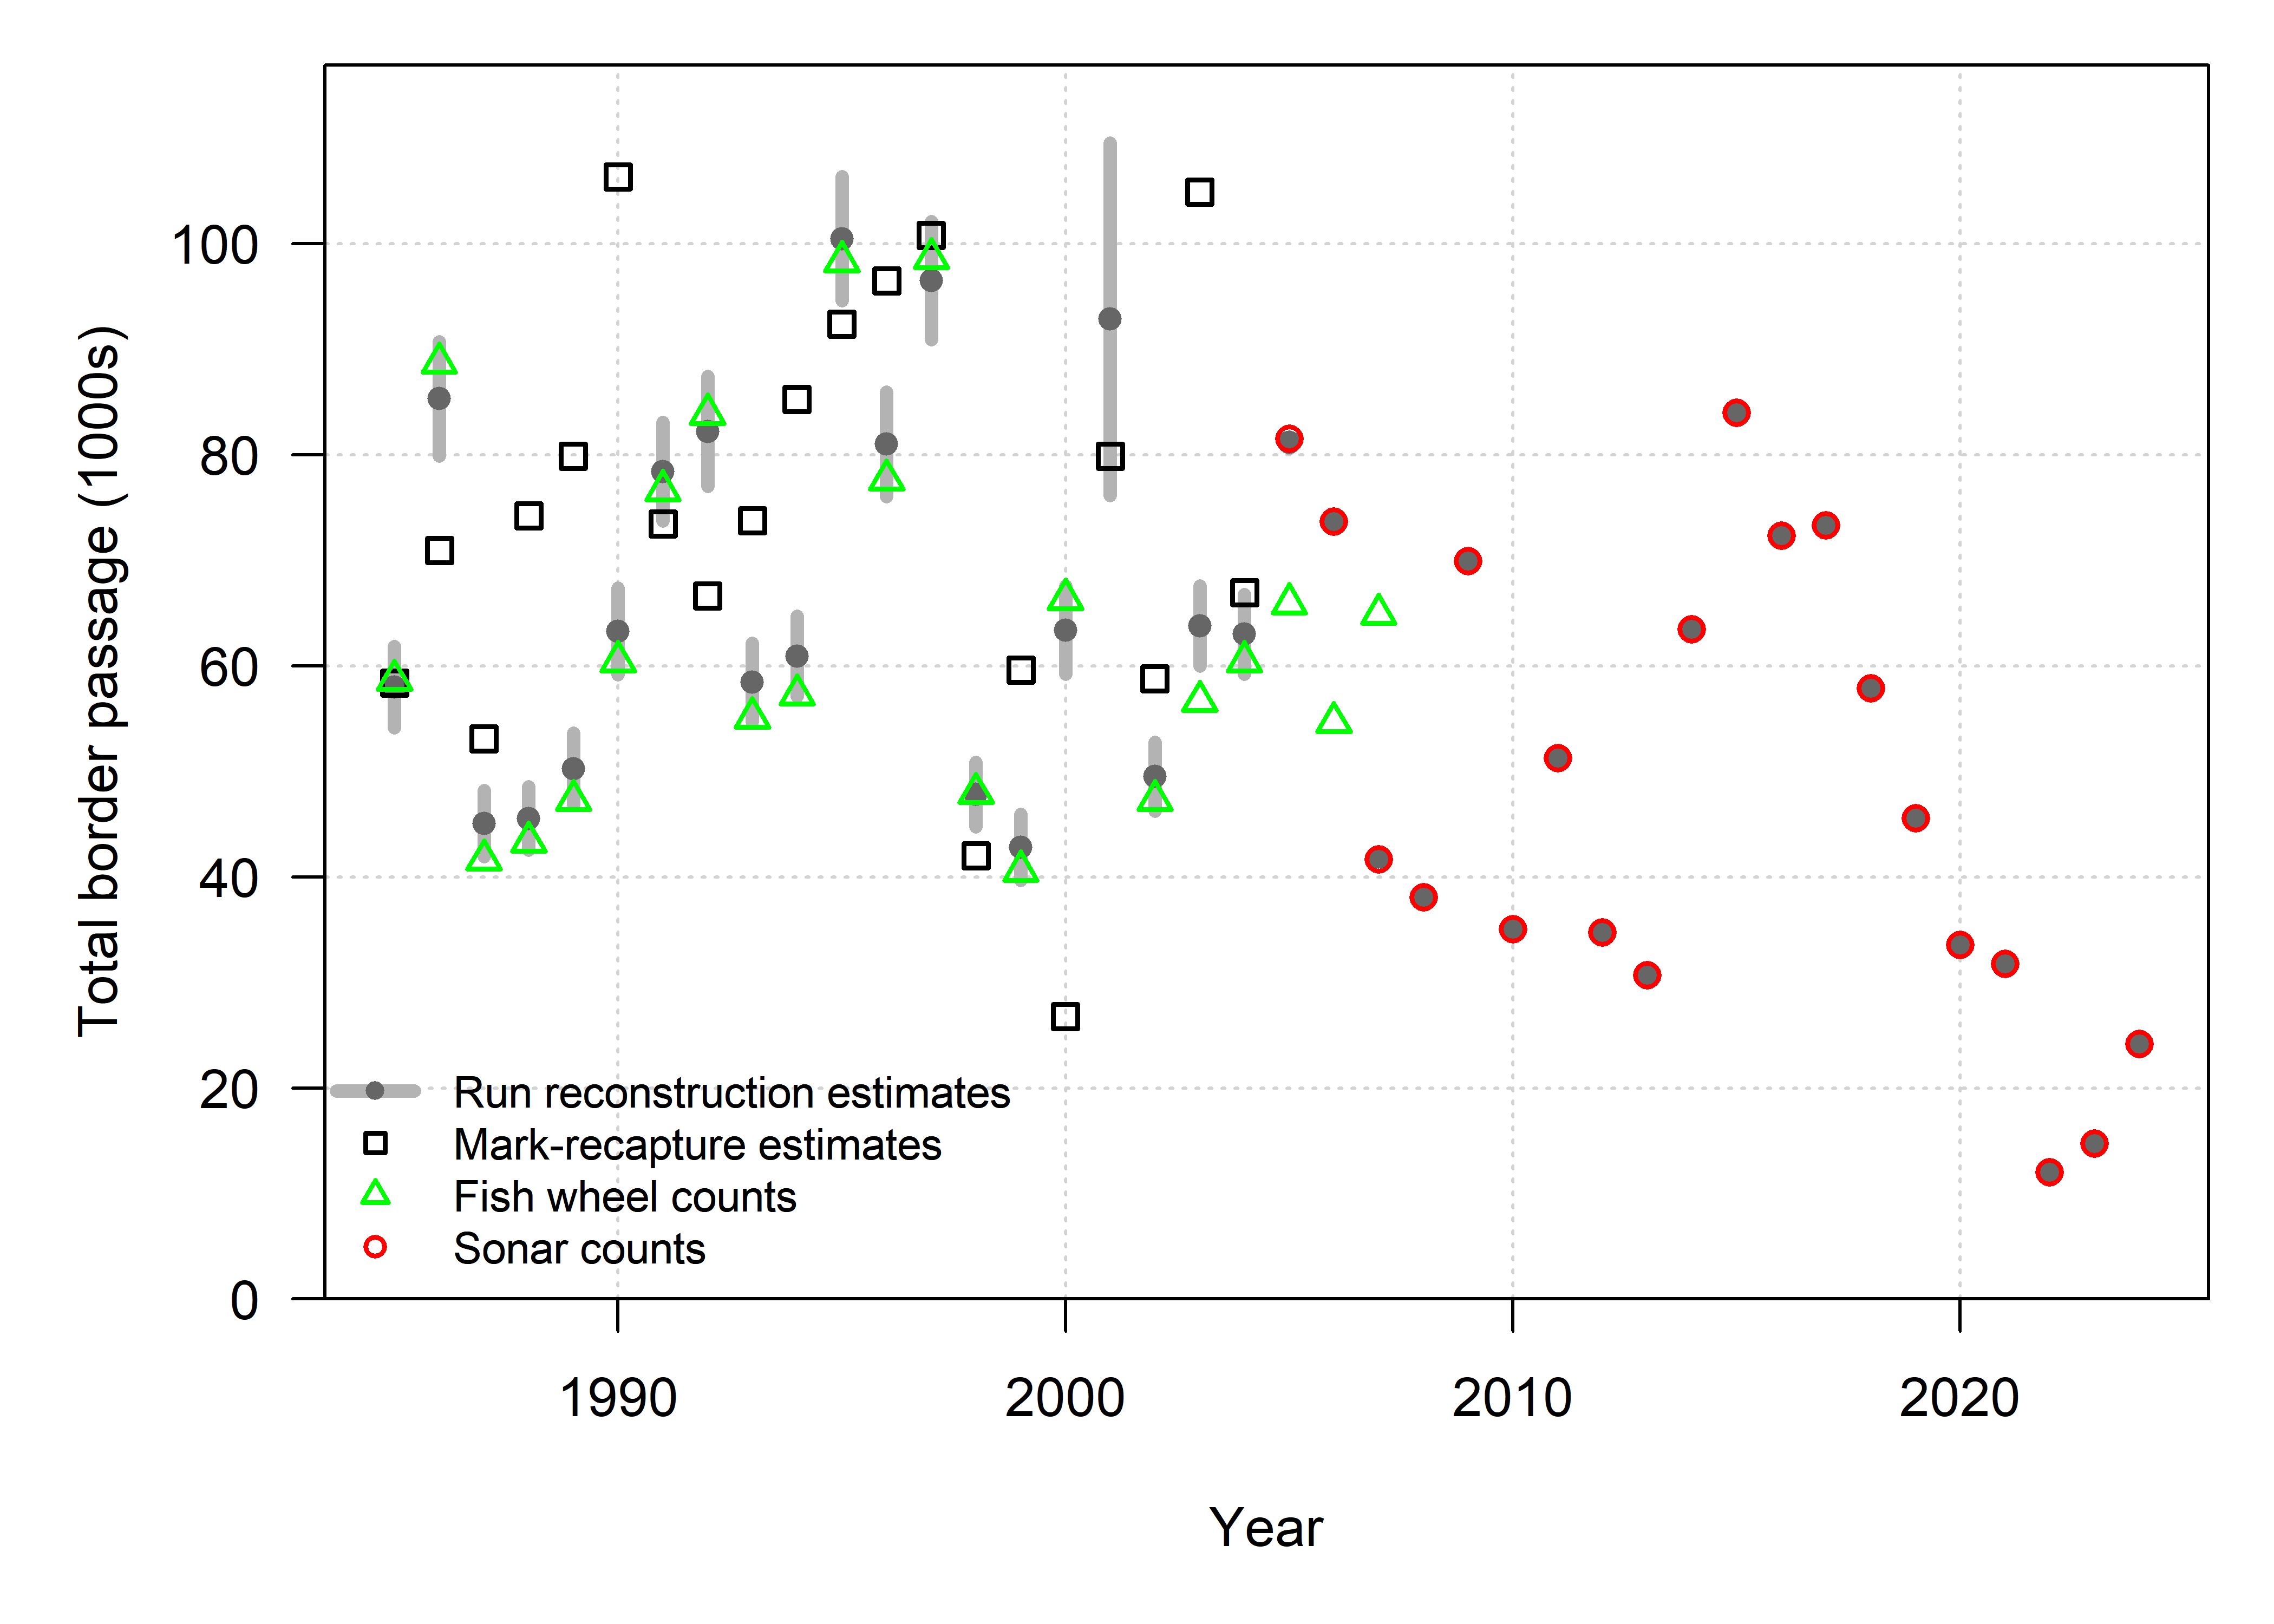 Total border passage (1000s)
100
80
60
40
20
0
Run reconstruction estimates
Mark-recapture estimates
Fish wheel counts
Sonar counts
1990
2000
2010
2020
Year